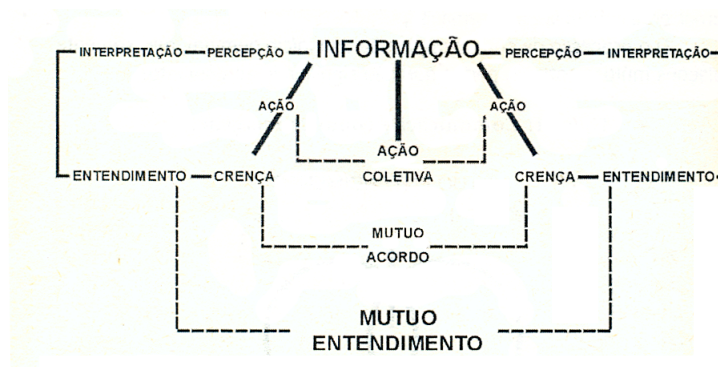 INTERPRETAÇÃO PERCEPÇÃO INFORMAÇÃO PERCEPÇÃO INTERPRETAÇÃO
AÇÃO AÇÃO
AÇÃO
COLETIVA
ENTENDIMENTO CRENÇA CRENÇA ENTENDIMENTO
MUTUO
ACORDO
MUTUO
ENTENDIMENTO